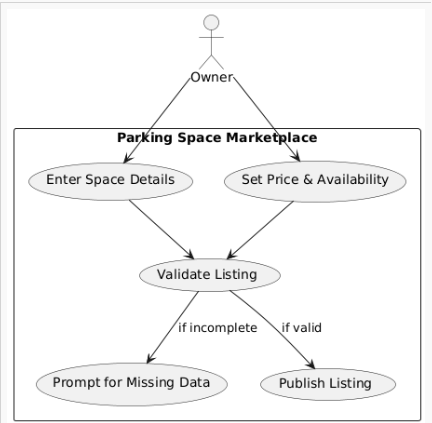 Owner
Parking Space Marketplace
Enter Space Details
Set Price & Availability
Validate Listing
if incomplete
if valid
Prompt for Missing Data
Publish Listing